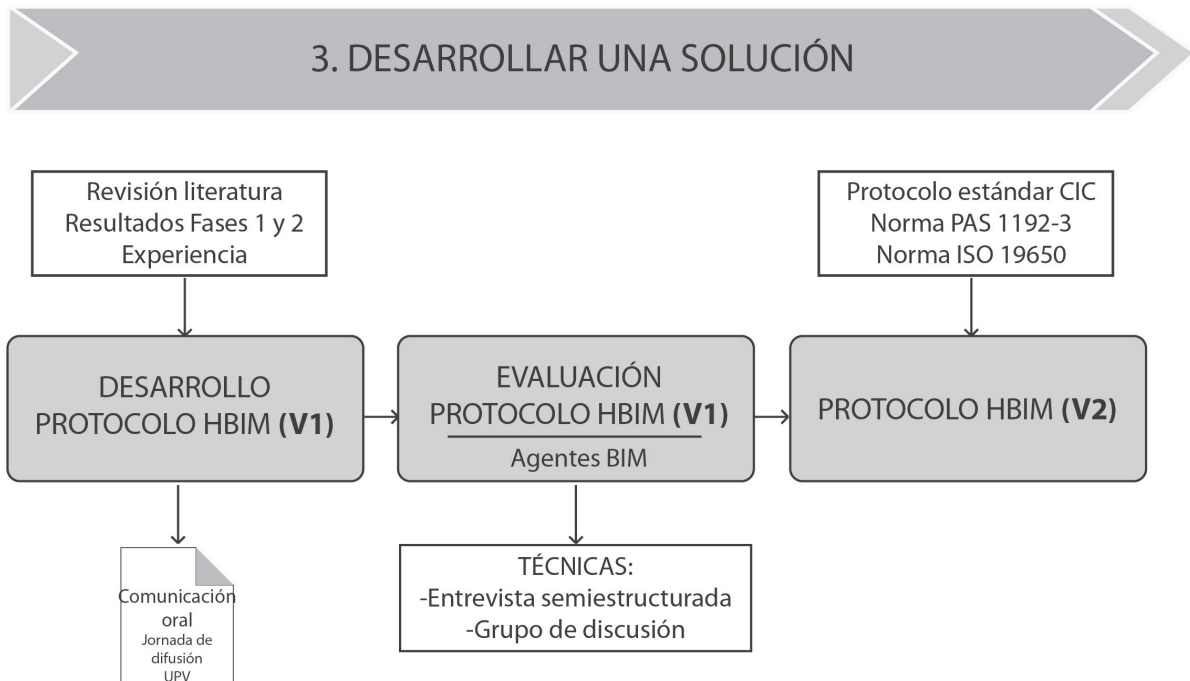 3. DESARROLLAR UNA SOLUCIÓN
Revisión literatura
Resultados Fases 1 y 2
Experiencia
Protocolo estándar CIC
Norma PAS 1192-3
Norma ISO 19650
DESARROLLO
PROTOCOLO HBIM (V1)
EVALUACIÓN
PROTOCOLO HBIM (V1)
Agentes BIM
PROTOCOLO HBIM (V2)
Comunicación
oral
Jornada de
difusión
UPV
TÉCNICAS:
-Entrevista semiestructurada
-Grupo de discusión